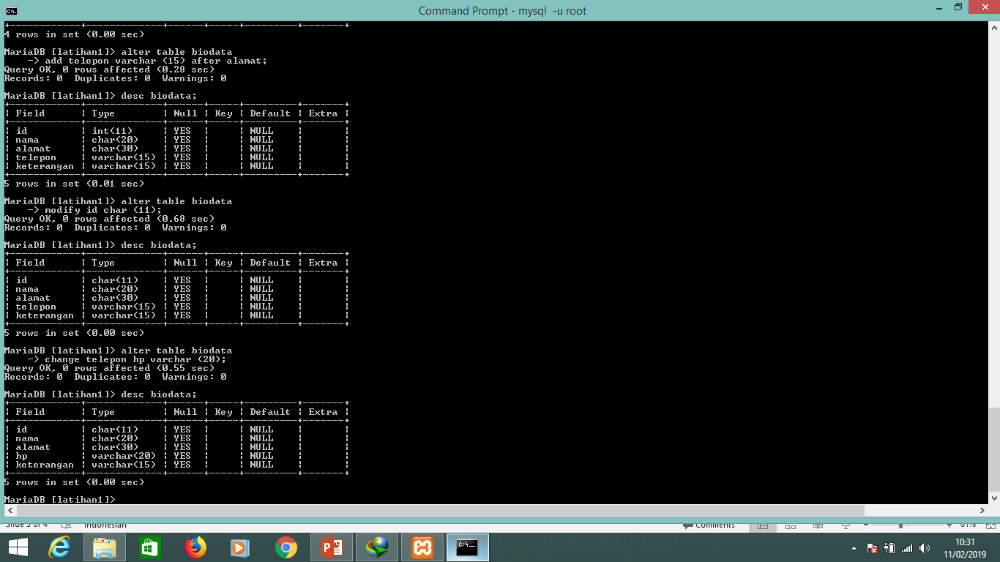 Command Prompt - mysql -u root
+------------+-------------+------+-----+---------+-------+
4 rows in set (0.00 sec)
MariaDB [latihan1]> alter table biodata
    -> add telepon varchar (15) after alamat;
Query OK, 0 rows affected (0.28 sec)
Records: 0  Duplicates: 0  Warnings: 0
MariaDB [latihan1]> desc biodata;
+------------+-------------+------+-----+---------+-------+
| Field      | Type        | Null | Key | Default | Extra |
+------------+-------------+------+-----+---------+-------+
| id         | int(11)     | YES  |     | NULL    |       |
| nama       | char(20)    | YES  |     | NULL    |       |
| alamat     | char(30)    | YES  |     | NULL    |       |
| telepon    | varchar(15) | YES  |     | NULL    |       |
| keterangan | varchar(15) | YES  |     | NULL    |       |
+------------+-------------+------+-----+---------+-------+
5 rows in set (0.01 sec)
MariaDB [latihan1]> alter table biodata
    -> modify id char (11);
Query OK, 0 rows affected (0.68 sec)
Records: 0  Duplicates: 0  Warnings: 0
MariaDB [latihan1]> desc biodata;
+------------+-------------+------+-----+---------+-------+
| Field      | Type        | Null | Key | Default | Extra |
+------------+-------------+------+-----+---------+-------+
| id         | char(11)    | YES  |     | NULL    |       |
| nama       | char(20)    | YES  |     | NULL    |       |
| alamat     | char(30)    | YES  |     | NULL    |       |
| telepon    | varchar(15) | YES  |     | NULL    |       |
| keterangan | varchar(15) | YES  |     | NULL    |       |
+------------+-------------+------+-----+---------+-------+
5 rows in set (0.00 sec)
MariaDB [latihan1]> alter table biodata
    -> change telepon hp varchar (20);
Query OK, 0 rows affected (0.55 sec)
Records: 0  Duplicates: 0  Warnings: 0
MariaDB [latihan1]> desc biodata;
+------------+-------------+------+-----+---------+-------+
| Field      | Type        | Null | Key | Default | Extra |
+------------+-------------+------+-----+---------+-------+
| id         | char(11)    | YES  |     | NULL    |       |
| nama       | char(20)    | YES  |     | NULL    |       |
| alamat     | char(30)    | YES  |     | NULL    |       |
| hp         | varchar(20) | YES  |     | NULL    |       |
| keterangan | varchar(15) | YES  |     | NULL    |       |
+------------+-------------+------+-----+---------+-------+
5 rows in set (0.00 sec)
MariaDB [latihan1]>
Indonesian Comments
10:31
11/02/2019